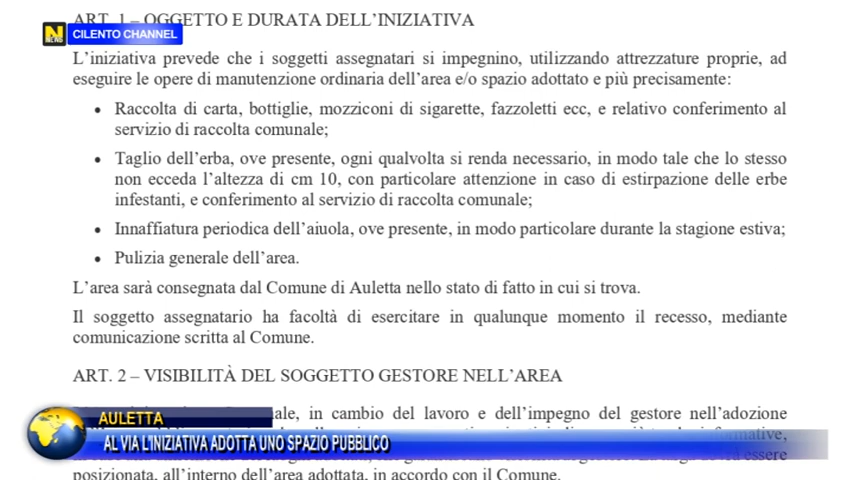 ART. 1 – OGGETTO E DURATA DELL’INIZIATIVA
N
NEWS
CILENTO CHANNEL
L’iniziativa prevede che i soggetti assegnatari si impegnino, utilizzando attrezzature proprie, ad
eseguire le opere di manutenzione ordinaria dell’area e/o spazio adottato e più precisamente:
• Raccolta di carta, bottiglie, mozziconi di sigarette, fazzoletti ecc, e relativo conferimento al
servizio di raccolta comunale;
• Taglio dell’erba, ove presente, ogni qualvolta si renda necessario, in modo tale che lo stesso
non ecceda l’altezza di cm 10, con particolare attenzione in caso di estirpazione delle erbe
infestanti, e conferimento al servizio di raccolta comunale;
• Innaffiatura periodica dell’aiuola, ove presente, in modo particolare durante la stagione estiva;
• Pulizia generale dell’area.
L’area sarà consegnata dal Comune di Auletta nello stato di fatto in cui si trova.
Il soggetto assegnatario ha facoltà di esercitare in qualunque momento il recesso, mediante
comunicazione scritta al Comune.
ART. 2 – VISIBILITÀ DEL SOGGETTO GESTORE NELL’AREA
in cambio del lavoro e dell’impegno del gestore nell’adozione
AULETTA
AL VIA L'INIZIATIVA ADOTTA UNO SPAZIO PUBBLICO
essere
posizionata, all’interno dell’area adottata, in accordo con il Comune.